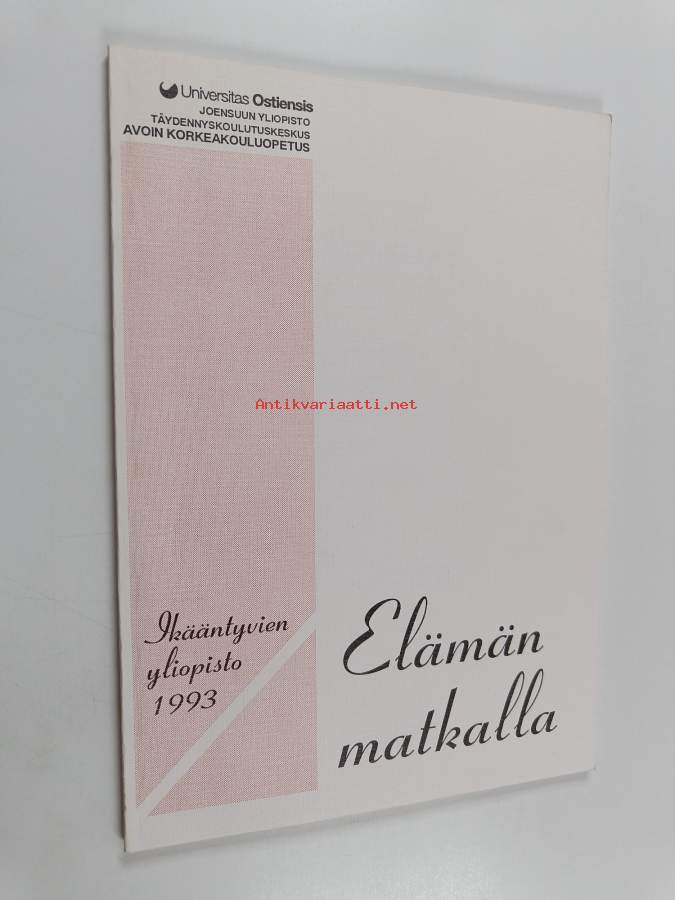 Universitas Ostiensis
JOENSUUN YLIOPISTO
TÄYDENNYSKOULUTUSKESKUS
AVOIN KORKEAKOULUOPETUS
Antikvariaatti.net
Ikääntyvien
yliopisto
1993
Elämän
matkalla